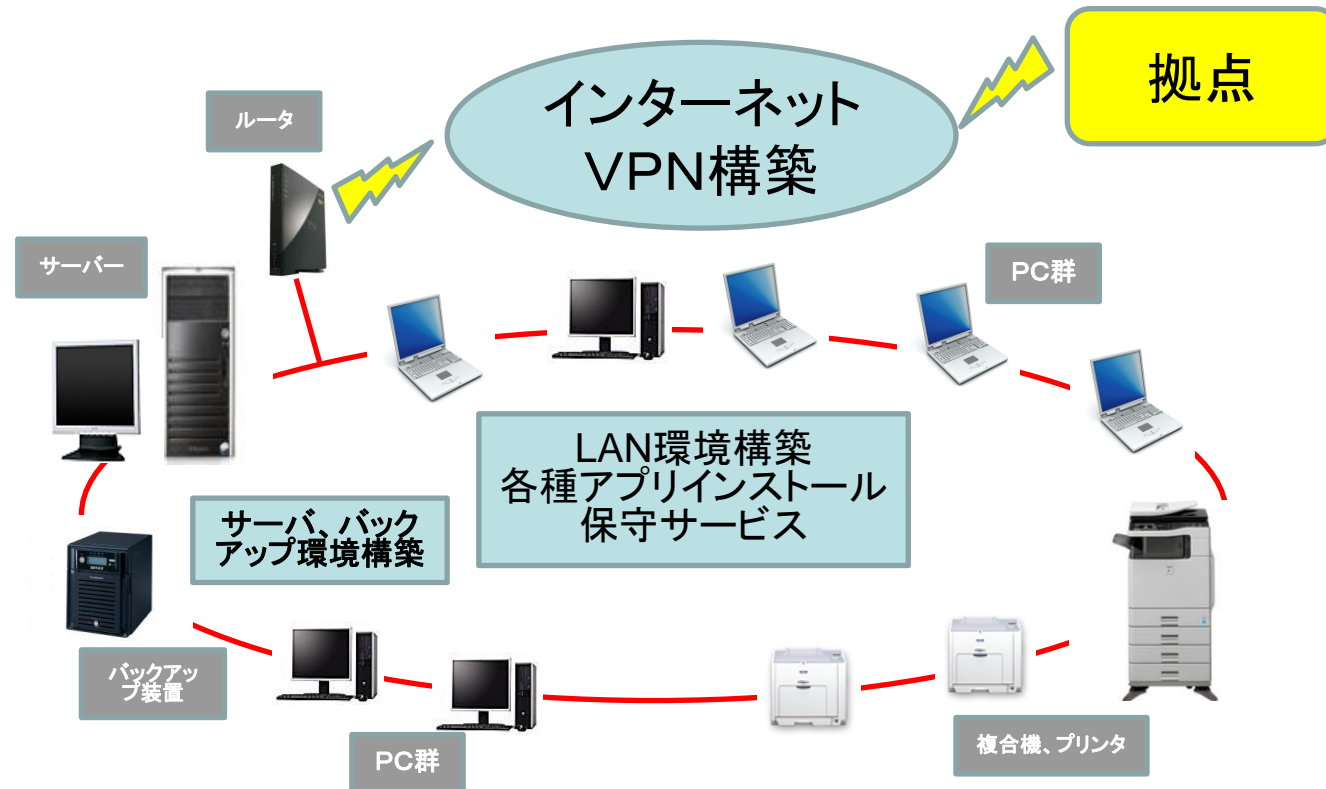 拠点
インターネット
ＶＰＮ構築
ルータ
サーバー
ＰＣ群
LAN環境構築
各種アプリインストール
保守サービス
サーバ、バック
アップ環境構築
バックアッ
プ装置
ＰＣ群
複合機、プリンタ